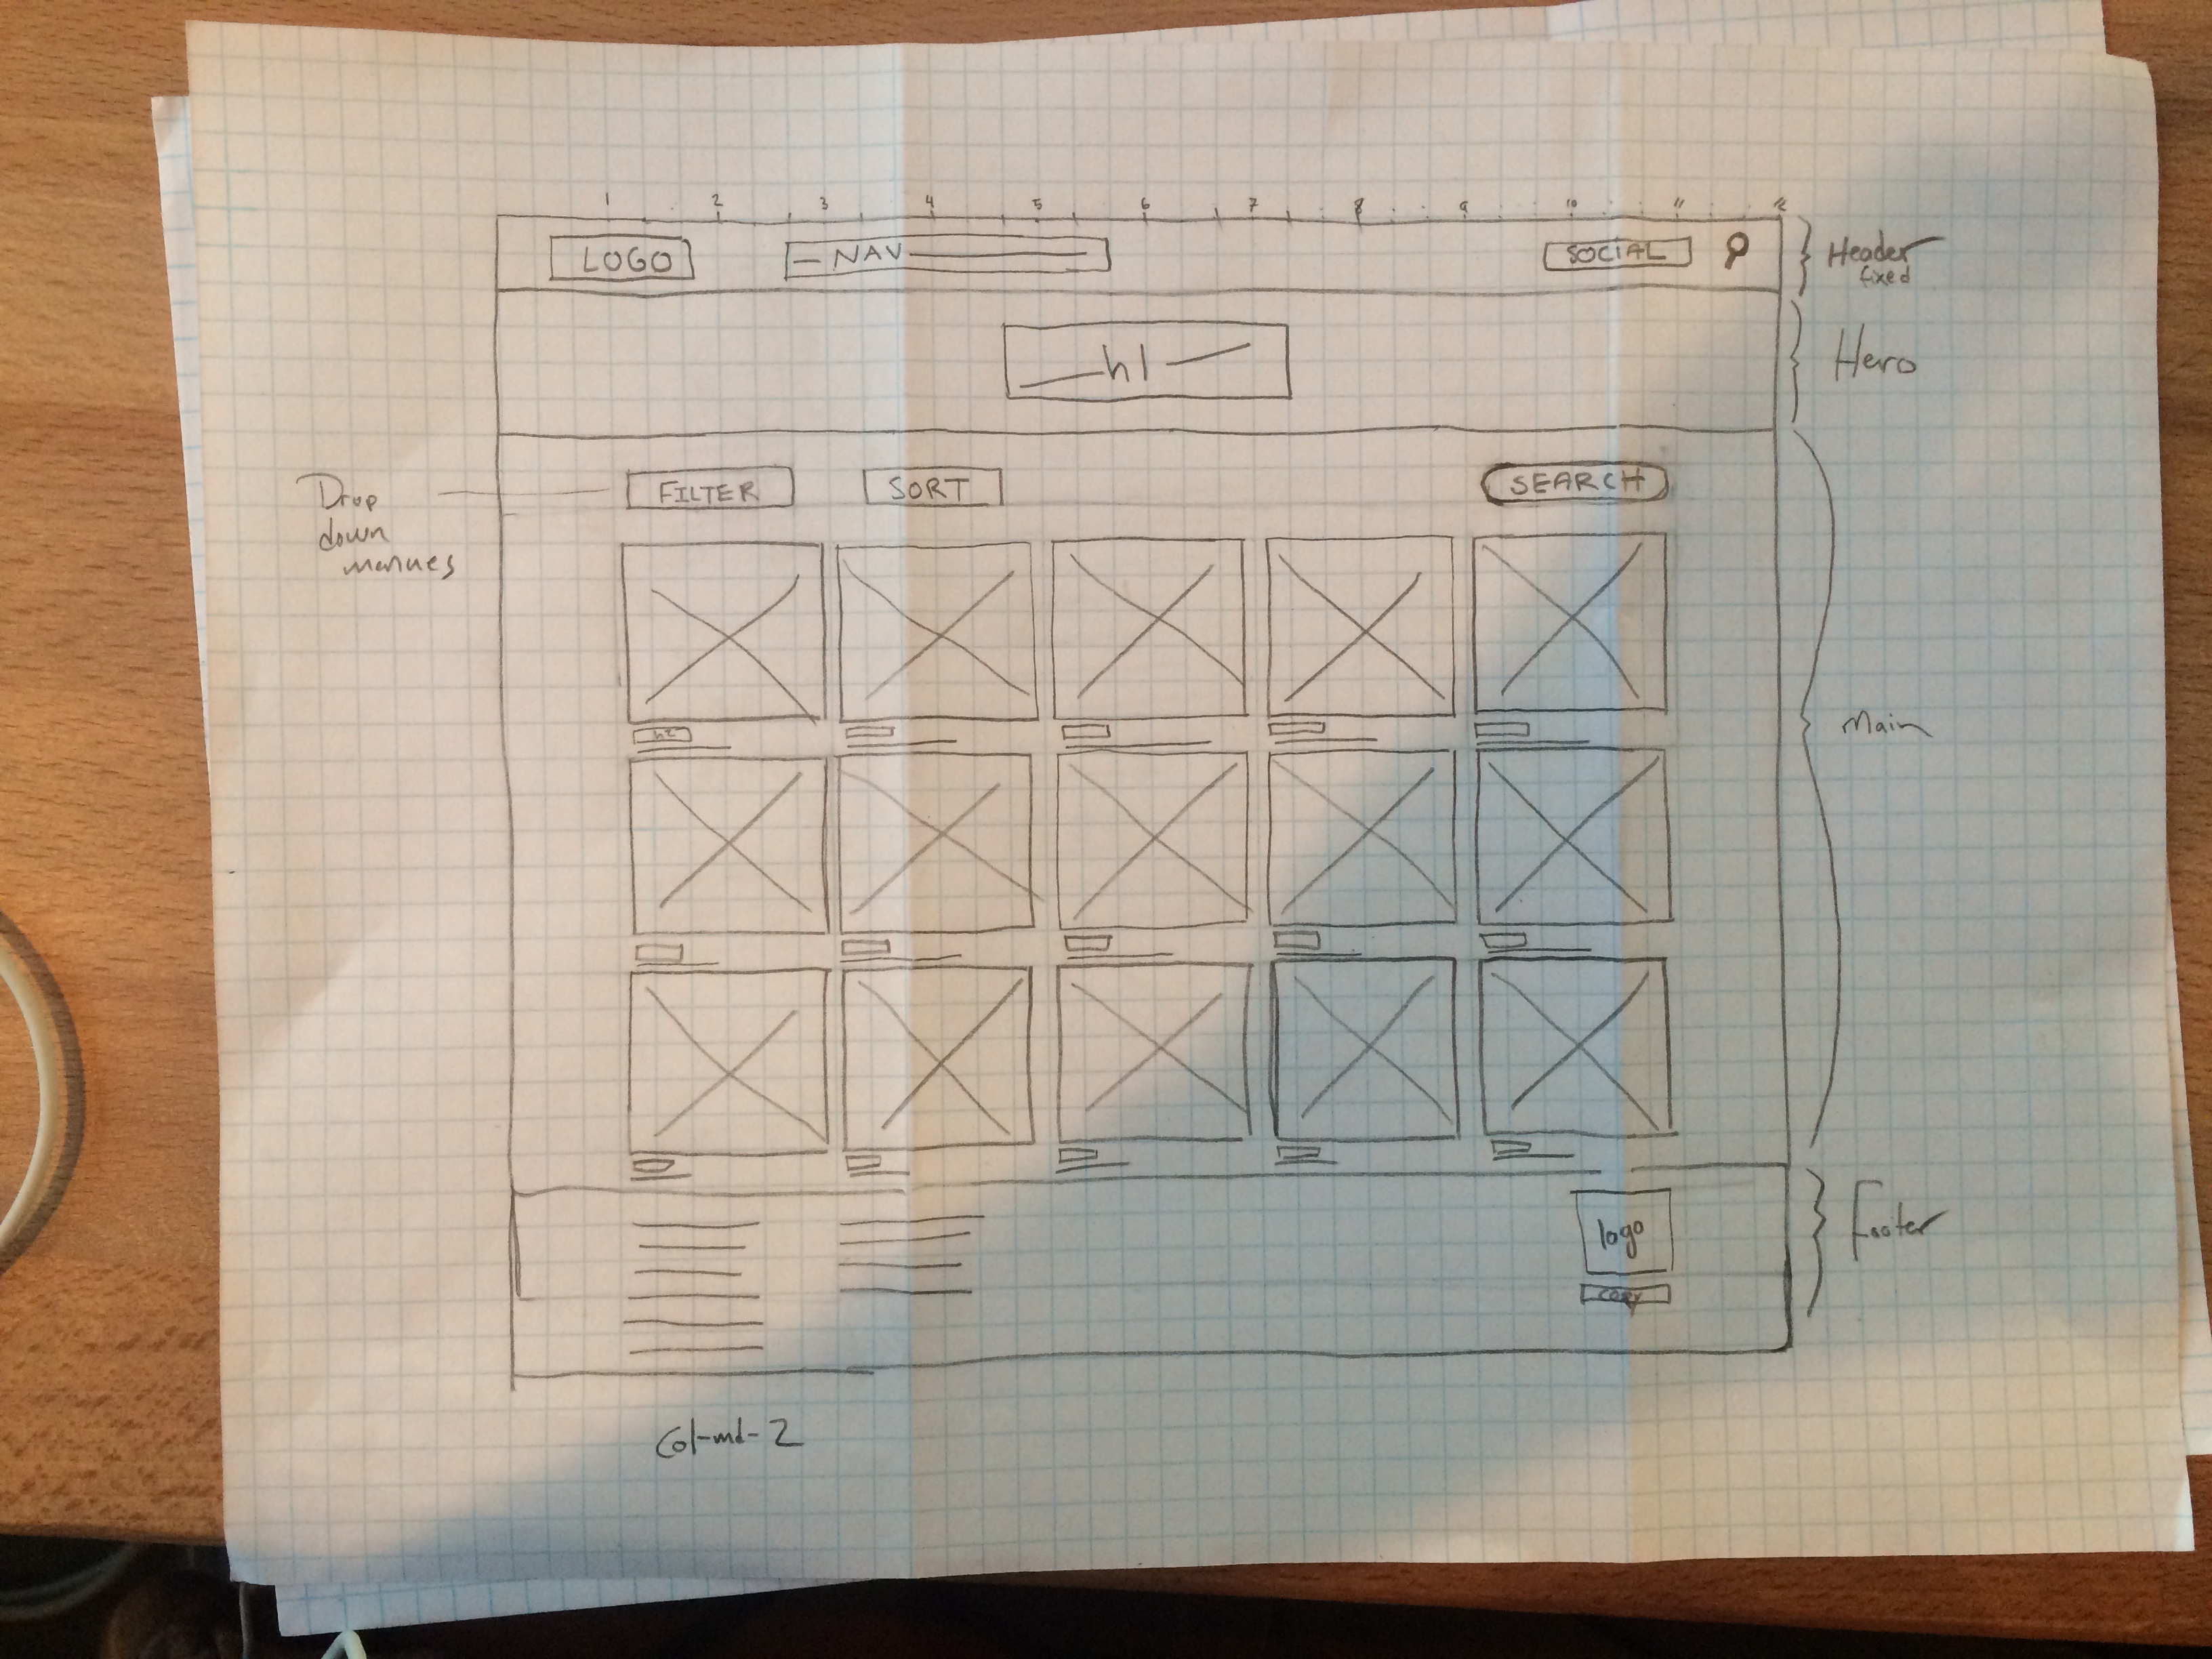 1 2 3 4 5 6 7 8 9 10 11 12
LOGO
NAV
SOCIAL
Header
fixed
h1
Hero
Drop
down
menues
FILTER
SORT
SEARCH
h2
Main
logo
copy
Footer
Col-md-2